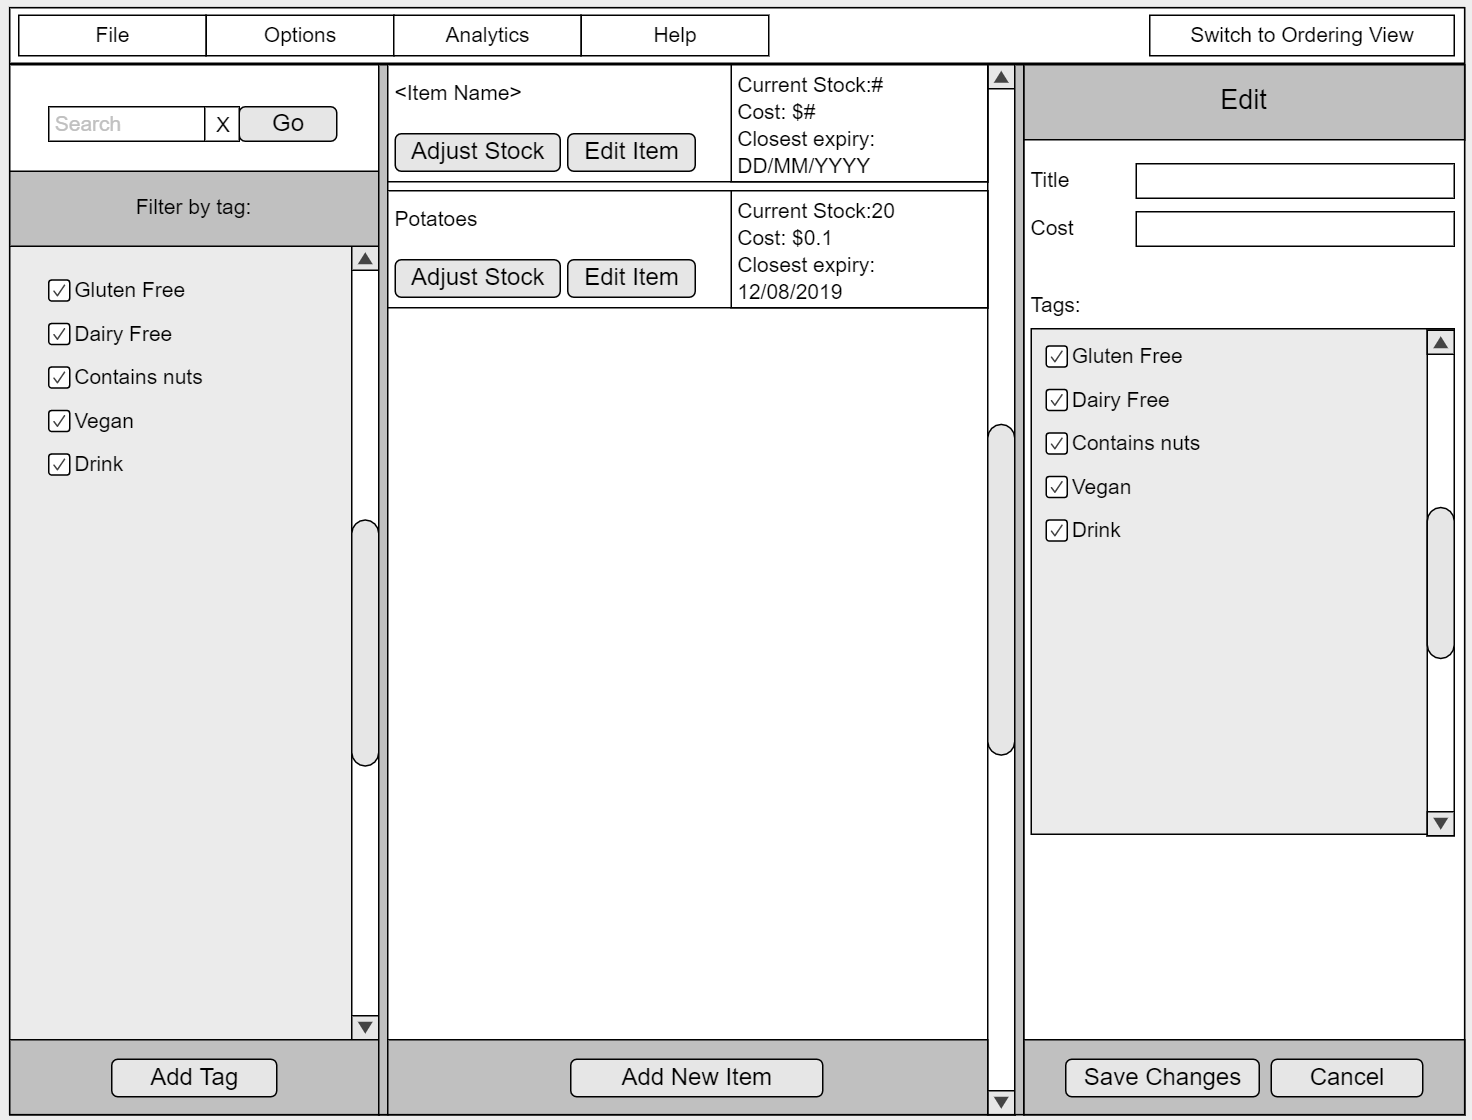 File Options Analytics Help Switch to Ordering View
Search X Go
Filter by tag:
Gluten Free
Dairy Free
Contains nuts
Vegan
Drink
Add Tag
<Item Name>
Adjust Stock Edit Item
Current Stock:#
Cost: $#
Closest expiry:
DD/MM/YYYY
Potatoes
Adjust Stock Edit Item
Current Stock:20
Cost: $0.1
Closest expiry:
12/08/2019
Add New Item
Edit
Title
Cost
Tags:
Gluten Free
Dairy Free
Contains nuts
Vegan
Drink
Save Changes Cancel